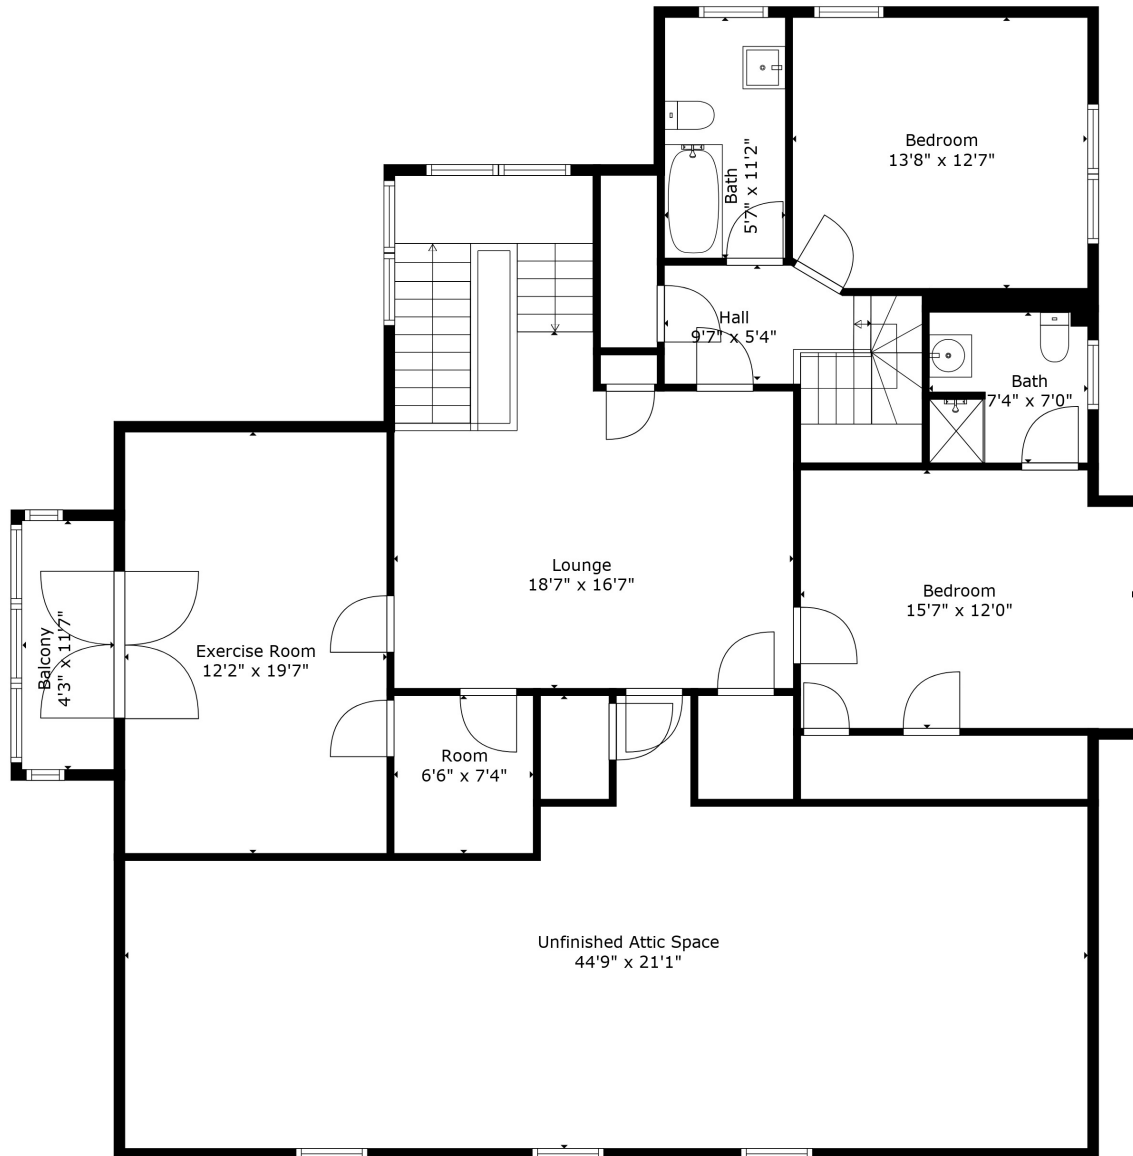 Bedroom
13'8" x 12'7"
Bath
5'7" x 11'2"
Hall
9'7" x 5'4"
Bath
7'4" x 7'0"
Lounge
18'7" x 16'7"
Bedroom
15'7" x 12'0"
Balcony
4'3" x 11'7"
Exercise Room
12'2" x 19'7"
Room
6'6" x 7'4"
Unfinished Attic Space
44'9" x 21'1"